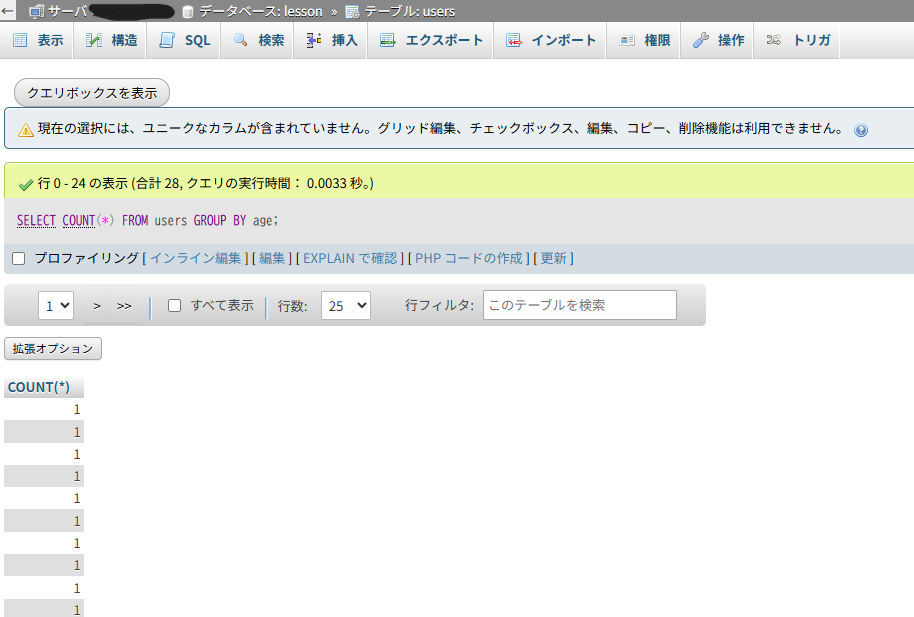 ← サーバ データベース: lesson » テーブル: users
表示 構造 SQL 検索 挿入 エクスポート インポート 権限 操作 トリガ
クエリボックスを表示
現在の選択には、ユニークなカラムが含まれていません。グリッド編集、チェックボックス、編集、コピー、削除機能は利用できません。
行 0 - 24 の表示 (合計 28, クエリの実行時間： 0.0033 秒。)
SELECT COUNT(*) FROM users GROUP BY age;
プロファイリング [ インライン編集 ] [ 編集 ] [ EXPLAIN で確認 ] [ PHP コードの作成 ] [ 更新 ]
1 > >> すべて表示 行数: 25 行フィルタ: このテーブルを検索
拡張オプション
COUNT(*)
1
1
1
1
1
1
1
1
1
1